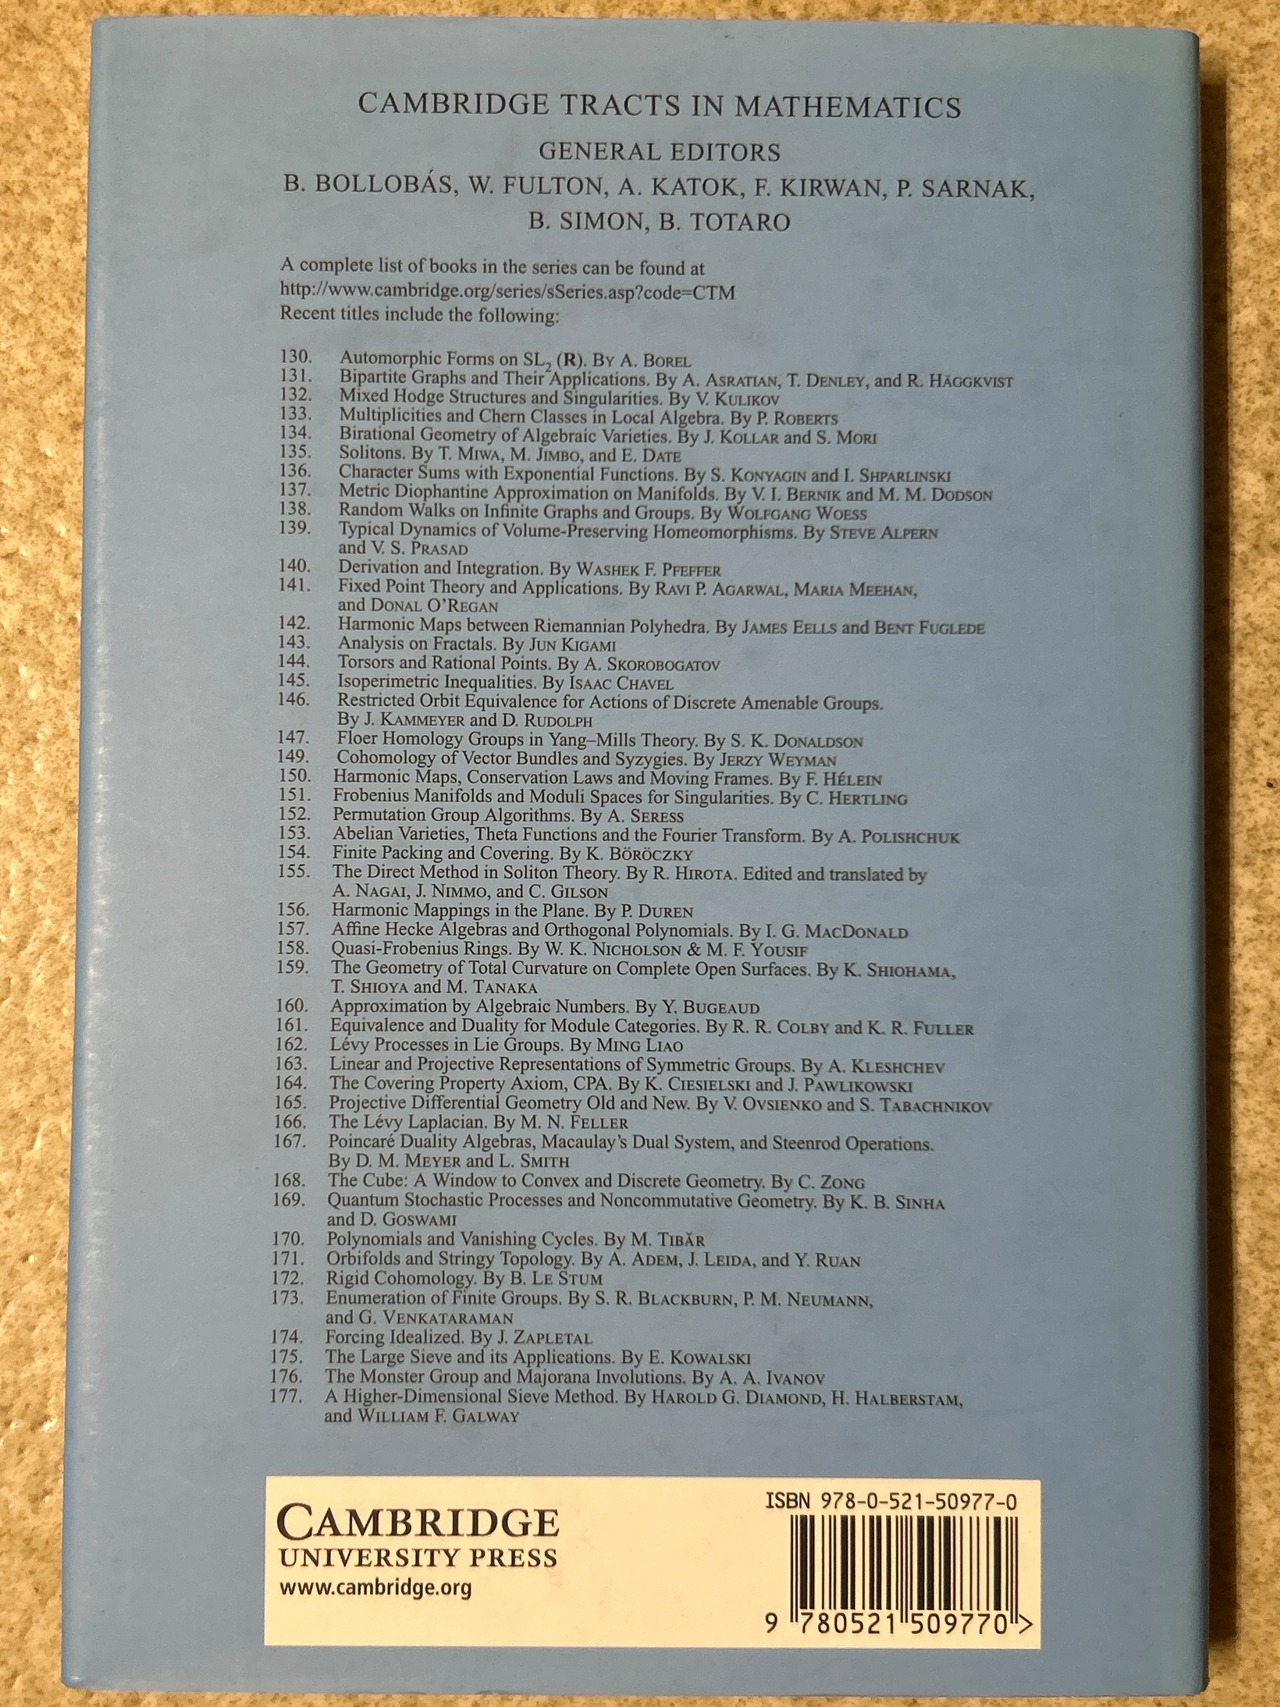 CAMBRIDGE TRACTS IN MATHEMATICS
GENERAL EDITORS
B. BOLLOBÁS, W. FULTON, A. KATOK, F. KIRWAN, P. SARNAK,
B. SIMON, B. TOTARO
A complete list of books in the series can be found at
http://www.cambridge.org/series/sSeries.asp?code=CTM
Recent titles include the following:
130. Automorphic Forms on SL2 (R). BY A. BOREL
131. Bipartite Graphs and Their Applications. By A. ASRATIAN, T. DENLEY, and R. HÄGGKVIST
132. Mixed Hodge Structures and Singularities. By V. KULIKOV
133. Multiplicities and Chern Classes in Local Algebra. By P. ROBERTS
134. Birational Geometry of Algebraic Varieties. By J. KOLLAR and S. MORI
135. Solitons. By T. MIWA, M. JIMBO, and E. DATE
136. Character Sums with Exponential Functions. By S. KONYAGIN and I. SHPARLINSKI
137. Metric Diophantine Approximation on Manifolds. By V. I. BERNIK and M. M. DODSON
138. Random Walks on Infinite Graphs and Groups. By WOLFGANG WOESS
139. Typical Dynamics of Volume-Preserving Homeomorphisms. By STEVE ALPERN
and V. S. PRASAD
140. Derivation and Integration. By WASHEK F. PFEFFER
141. Fixed Point Theory and Applications. By RAVI P. AGARWAL, MARIA MEEHAN,
and DONAL O'REGAN
142. Harmonic Maps between Riemannian Polyhedra. By JAMES EELLS and BENT FUGLEDE
143. Analysis on Fractals. By JUN KIGAMI
144. Torsors and Rational Points. By A. SKOROBOGATOV
145. Isoperimetric Inequalities. By ISAAC CHAVEL
146. Restricted Orbit Equivalence for Actions of Discrete Amenable Groups.
By J. KAMMEYER and D. RUDOLPH
147. Floer Homology Groups in Yang–Mills Theory. By S. K. DONALDSON
149. Cohomology of Vector Bundles and Syzygies. By JERZY WEYMAN
150. Harmonic Maps, Conservation Laws and Moving Frames. By F. HÉLEIN
151. Frobenius Manifolds and Moduli Spaces for Singularities. By C. HERTLING
152. Permutation Group Algorithms. By A. SERESS
153. Abelian Varieties, Theta Functions and the Fourier Transform. By A. POLISHCHUK
154. Finite Packing and Covering. By K. BÖRÖCZKY
155. The Direct Method in Soliton Theory. By R. HIROTA. Edited and translated by
A. NAGAI, J. NIMMO, and C. GILSON
156. Harmonic Mappings in the Plane. By P. DUREN
157. Affine Hecke Algebras and Orthogonal Polynomials. By I. G. MACDONALD
158. Quasi-Frobenius Rings. By W. K. NICHOLSON & M. F. YOUSIF
159. The Geometry of Total Curvature on Complete Open Surfaces. By K. SHIOHAMA,
T. SHIOYA and M. TANAKA
160. Approximation by Algebraic Numbers. By Y. BUGEAUD
161. Equivalence and Duality for Module Categories. By R. R. COLBY and K. R. FULLER
162. Lévy Processes in Lie Groups. By MING LIAO
163. Linear and Projective Representations of Symmetric Groups. By A. KLESHCHEV
164. The Covering Property Axiom, CPA. By K. CIESIELSKI and J. PAWLIKOWSKI
165. Projective Differential Geometry Old and New. By V. OVSIENKO and S. TABACHNIKOV
166. The Lévy Laplacian. By M. N. FELLER
167. Poincaré Duality Algebras, Macaulay's Dual System, and Steenrod Operations.
By D. M. MEYER and L. SMITH
168. The Cube: A Window to Convex and Discrete Geometry. By C. ZONG
169. Quantum Stochastic Processes and Noncommutative Geometry. By K. B. SINHA
and D. GOSWAMI
170. Polynomials and Vanishing Cycles. By M. TIBĂR
171. Orbifolds and Stringy Topology. By A. ADEM, J. LEIDA, and Y. RUAN
172. Rigid Cohomology. By B. LE STUM
173. Enumeration of Finite Groups. By S. R. BLACKBURN, P. M. NEUMANN,
and G. VENKATARAMAN
174. Forcing Idealized. By J. ZAPLETAL
175. The Large Sieve and its Applications. By E. KOWALSKI
176. The Monster Group and Majorana Involutions. By A. A. IVANOV
177. A Higher-Dimensional Sieve Method. By HAROLD G. DIAMOND, H. HALBERSTAM,
and WILLIAM F. GALWAY
CAMBRIDGE
UNIVERSITY PRESS
www.cambridge.org
ISBN 978-0-521-50977-0
9 780521 509770 >